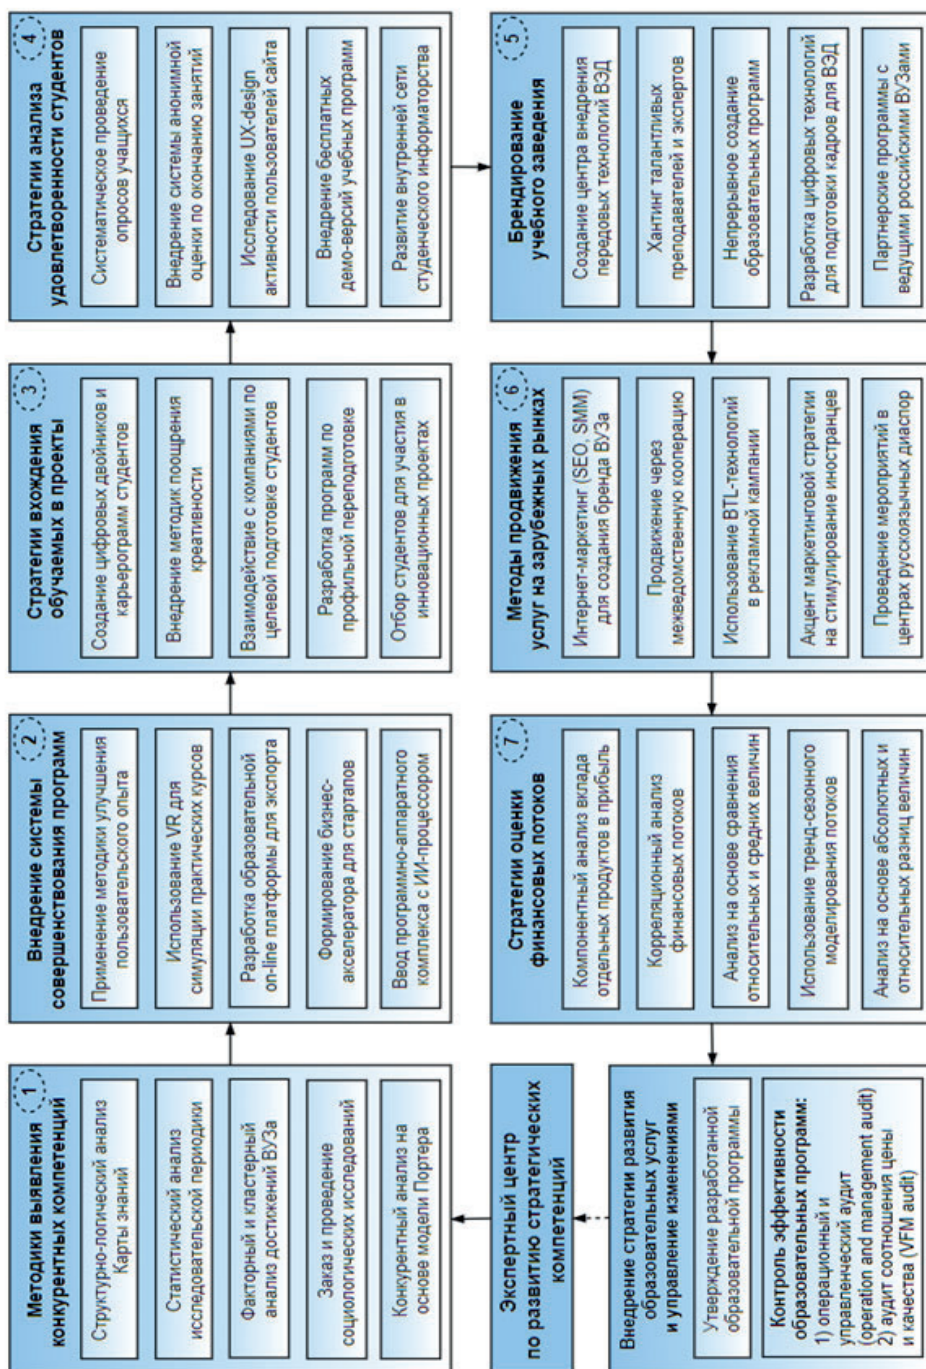 Методики выявления
конкурентных компетенций
1
Структурно-логический анализ
Карты знаний
Статистический анализ
исследовательской периодики
Факторный и кластерный
анализ достижений ВУЗа
Заказ и проведение
социологических исследований
Конкурентный анализ на
основе модели Портера
Внедрение системы
совершенствования программ
2
Применение методики улучшения
пользовательского опыта
Использование VR для
симуляции практических курсов
Разработка образовательной
on-line платформы для экспорта
Формирование бизнес-
акселератора для стартапов
Ввод программно-аппаратного
комплекса с ИИ-процессором
Стратегии вхождения
обучаемых в проекты
3
Создание цифровых двойников и
карьерограмм студентов
Внедрение методик поощрения
креативности
Взаимодействие с компаниями по
целевой подготовке студентов
Разработка программ по
профильной переподготовке
Отбор студентов для участия в
инновационных проектах
Стратегии анализа
удовлетворенности студентов
4
Систематическое проведение
опросов учащихся
Внедрение системы анонимной
оценки по окончанию занятий
Исследование UX-design
активности пользователей сайта
Внедрение бесплатных
демо-версий учебных программ
Развитие внутренней сети
студенческого информаторства
Экспертный центр
по развитию стратегических
компетенций
Внедрение стратегии развития
образовательных услуг
и управление изменениями
Утверждение разработанной
образовательной программы
Контроль эффективности
образовательных программ:
1) операционный и
управленческий аудит
(operation and management audit)
2) аудит соотношения цены
и качества (VFM audit)
Стратегии оценки
финансовых потоков
7
Компонентный анализ вклада
отдельных продуктов в прибыль
Корреляционный анализ
финансовых потоков
Анализ на основе сравнения
относительных и средних величин
Использование тренд-сезонного
моделирования потоков
Анализ на основе абсолютных и
относительных разниц величин
Методы продвижения
услуг на зарубежных рынках
6
Интернет-маркетинг (SEO, SMM)
для создания бренда ВУЗа
Продвижение через
межведомственную кооперацию
Использование BTL-технологий
в рекламной кампании
Акцент маркетинговой стратегии
на стимулирование иностранцев
Проведение мероприятий в
центрах русскоязычных диаспор
Брендирование
учебного заведения
5
Создание центра внедрения
передовых технологий ВЭД
Хантинг талантливых
преподавателей и экспертов
Непрерывное создание
образовательных программ
Разработка цифровых технологий
для подготовки кадров для ВЭД
Партнерские программы с
ведущими российскими ВУЗами